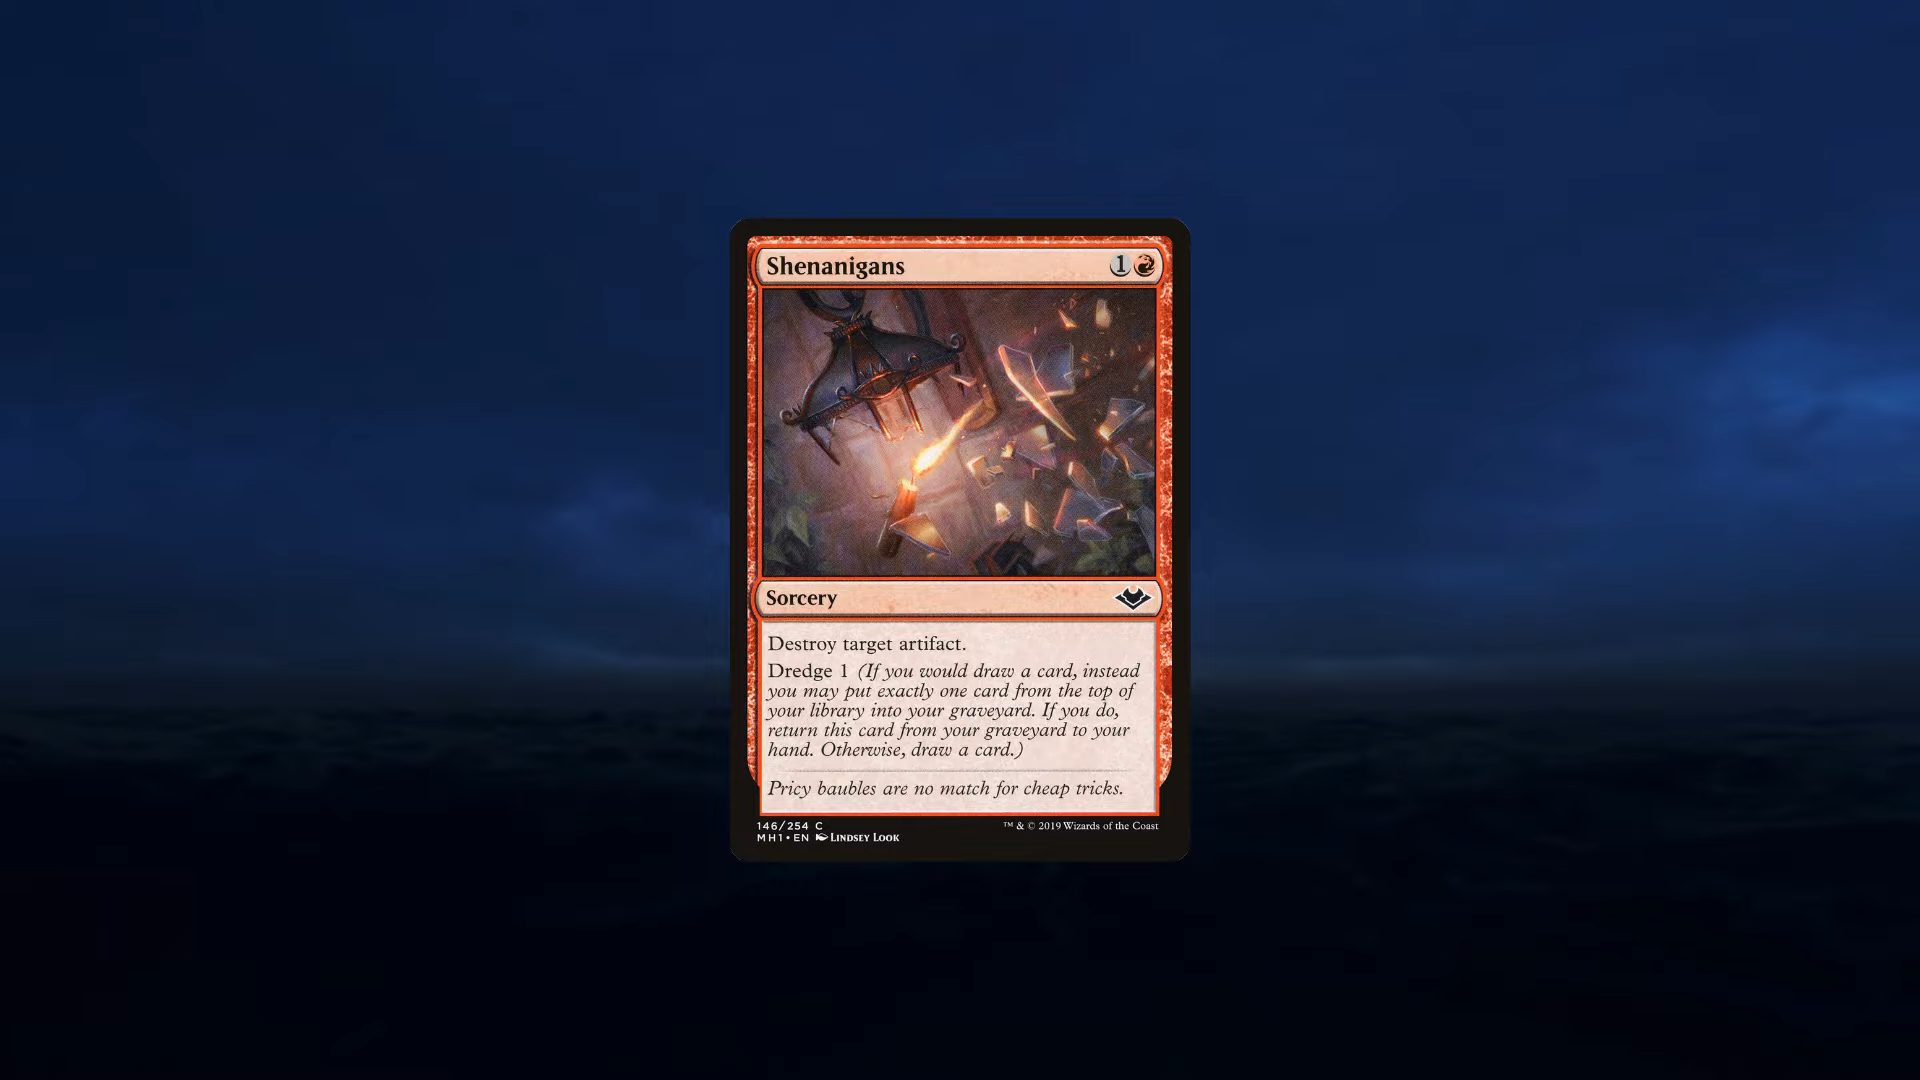 Shenanigans 1
Sorcery
Destroy target artifact.
Dredge 1 (If you would draw a card, instead
you may put exactly one card from the top of
your library into your graveyard. If you do,
return this card from your graveyard to your
hand. Otherwise, draw a card.)
Pricy baubles are no match for cheap tricks.
146/254 C
MH1 • EN LINDSEY LOOK
™ & © 2019 Wizards of the Coast